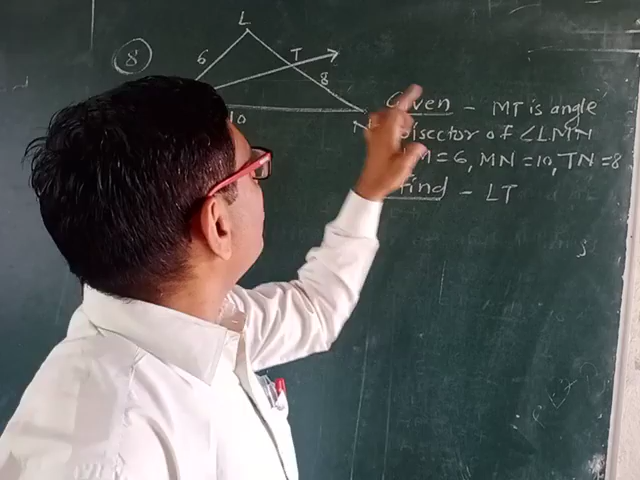 8
L
6
T
8
10
N
Given - MT is angle
bisector of ∠LMN
LM = 6, MN = 10, TN = 8
find - LT